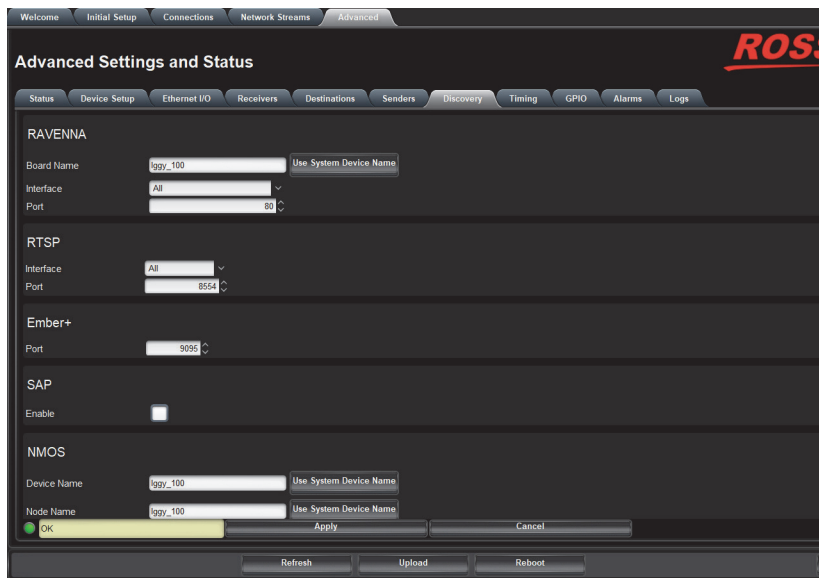 Welcome Initial Setup Connections Network Streams Advanced
Advanced Settings and Status
ROSS
Status Device Setup Ethernet I/O Receivers Destinations Senders Discovery Timing GPIO Alarms Logs
RAVENNA
Board Name Iggy_100 Use System Device Name
Interface All
Port 80
RTSP
Interface All
Port 8554
Ember+
Port 9095
SAP
Enable
NMOS
Device Name Iggy_100 Use System Device Name
Node Name Iggy_100 Use System Device Name
OK Apply Cancel
Refresh Upload Reboot